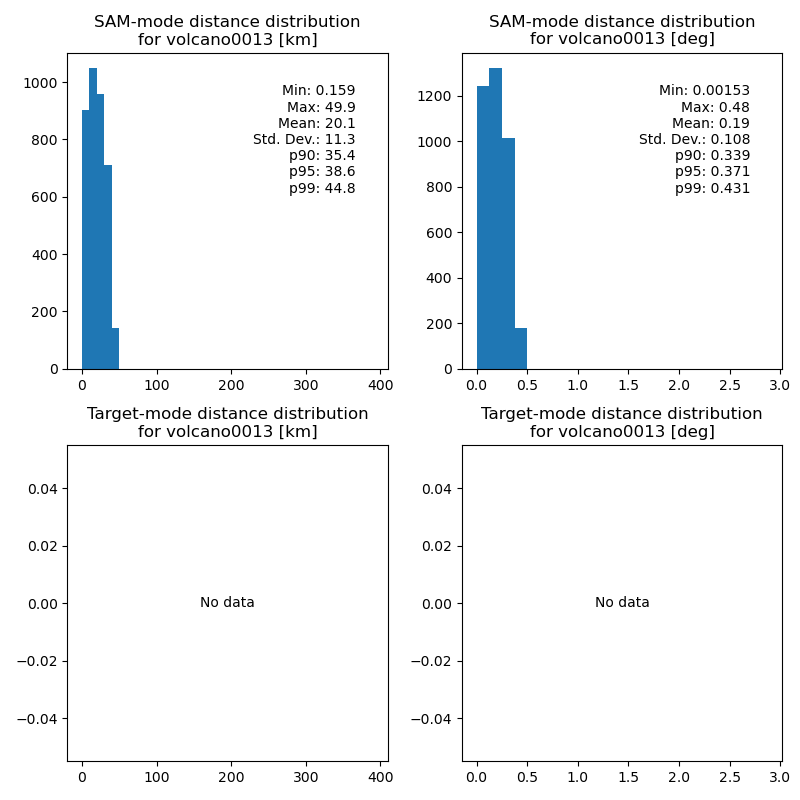 SAM-mode distance distribution
for volcano0013 [km]
1000
800
600
400
200
0
0 100 200 300 400
Min: 0.159
Max: 49.9
Mean: 20.1
Std. Dev.: 11.3
p90: 35.4
p95: 38.6
p99: 44.8
SAM-mode distance distribution
for volcano0013 [deg]
1200
1000
800
600
400
200
0
0.0 0.5 1.0 1.5 2.0 2.5 3.0
Min: 0.00153
Max: 0.48
Mean: 0.19
Std. Dev.: 0.108
p90: 0.339
p95: 0.371
p99: 0.431
Target-mode distance distribution
for volcano0013 [km]
0.04
0.02
0.00
−0.02
−0.04
No data
0 100 200 300 400
Target-mode distance distribution
for volcano0013 [deg]
0.04
0.02
0.00
−0.02
−0.04
No data
0.0 0.5 1.0 1.5 2.0 2.5 3.0